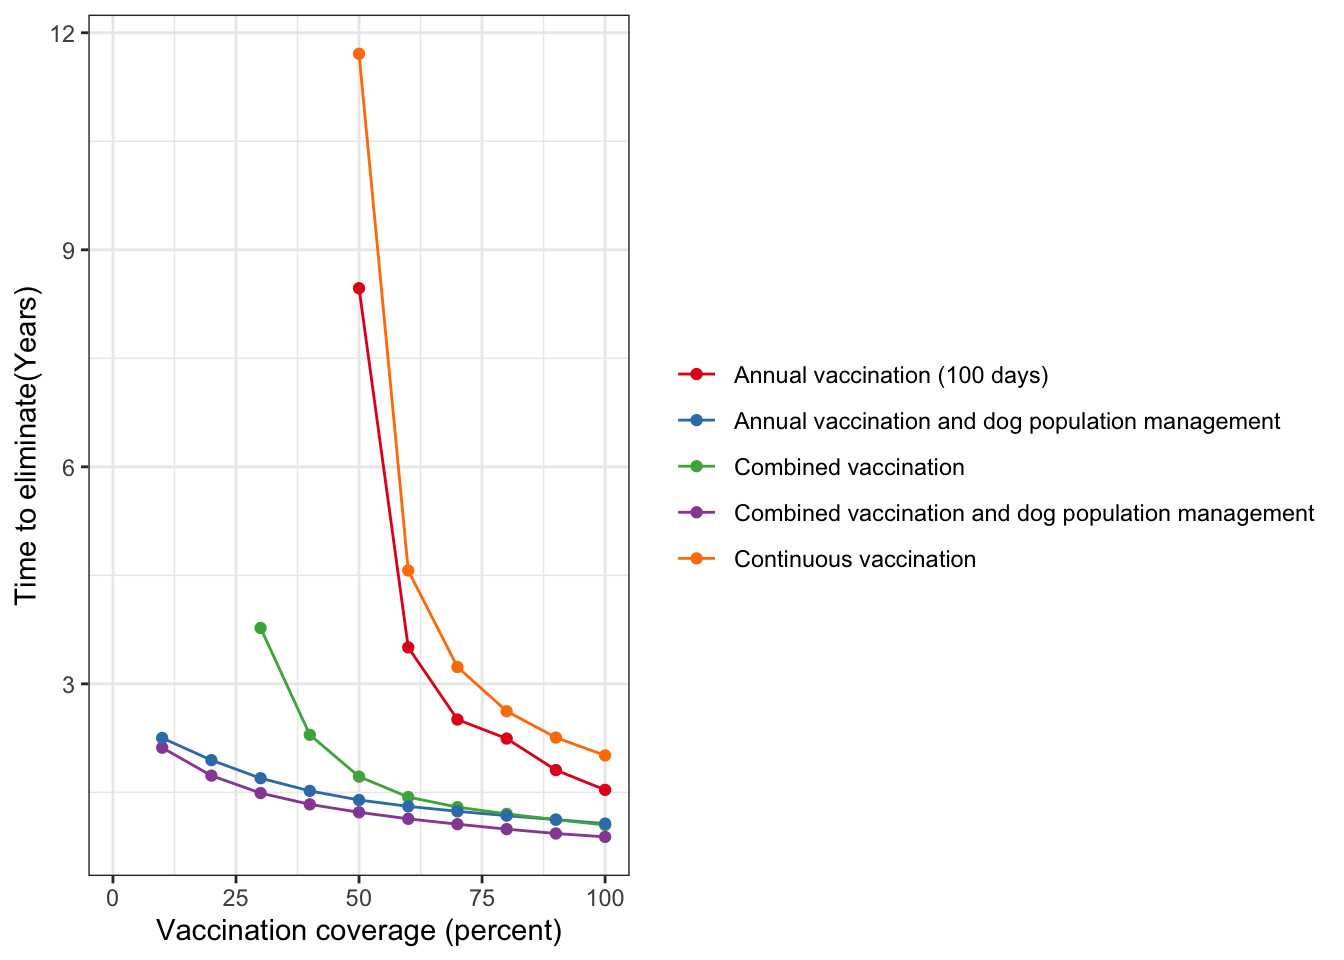 12
9
6
3
0 25 50 75 100
Time to eliminate(Years)
Vaccination coverage (percent)
Annual vaccination (100 days)
Annual vaccination and dog population management
Combined vaccination
Combined vaccination and dog population management
Continuous vaccination